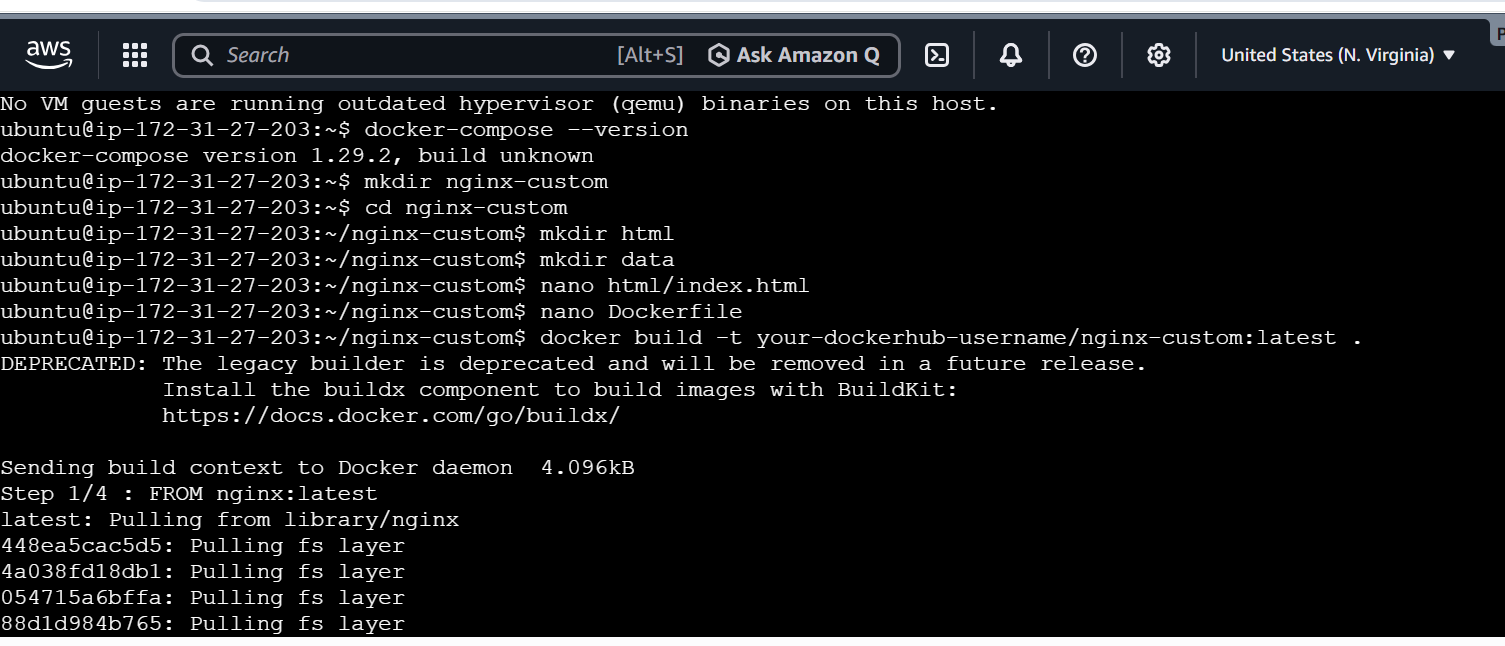 aws
Search [Alt+S] Ask Amazon Q United States (N. Virginia)
No VM guests are running outdated hypervisor (qemu) binaries on this host.
ubuntu@ip-172-31-27-203:~$ docker-compose --version
docker-compose version 1.29.2, build unknown
ubuntu@ip-172-31-27-203:~$ mkdir nginx-custom
ubuntu@ip-172-31-27-203:~$ cd nginx-custom
ubuntu@ip-172-31-27-203:~/nginx-custom$ mkdir html
ubuntu@ip-172-31-27-203:~/nginx-custom$ mkdir data
ubuntu@ip-172-31-27-203:~/nginx-custom$ nano html/index.html
ubuntu@ip-172-31-27-203:~/nginx-custom$ nano Dockerfile
ubuntu@ip-172-31-27-203:~/nginx-custom$ docker build -t your-dockerhub-username/nginx-custom:latest .
DEPRECATED: The legacy builder is deprecated and will be removed in a future release.
Install the buildx component to build images with BuildKit:
https://docs.docker.com/go/buildx/
Sending build context to Docker daemon 4.096kB
Step 1/4 : FROM nginx:latest
latest: Pulling from library/nginx
448ea5cac5d5: Pulling fs layer
4a038fd18db1: Pulling fs layer
054715a6bffa: Pulling fs layer
88d1d984b765: Pulling fs layer